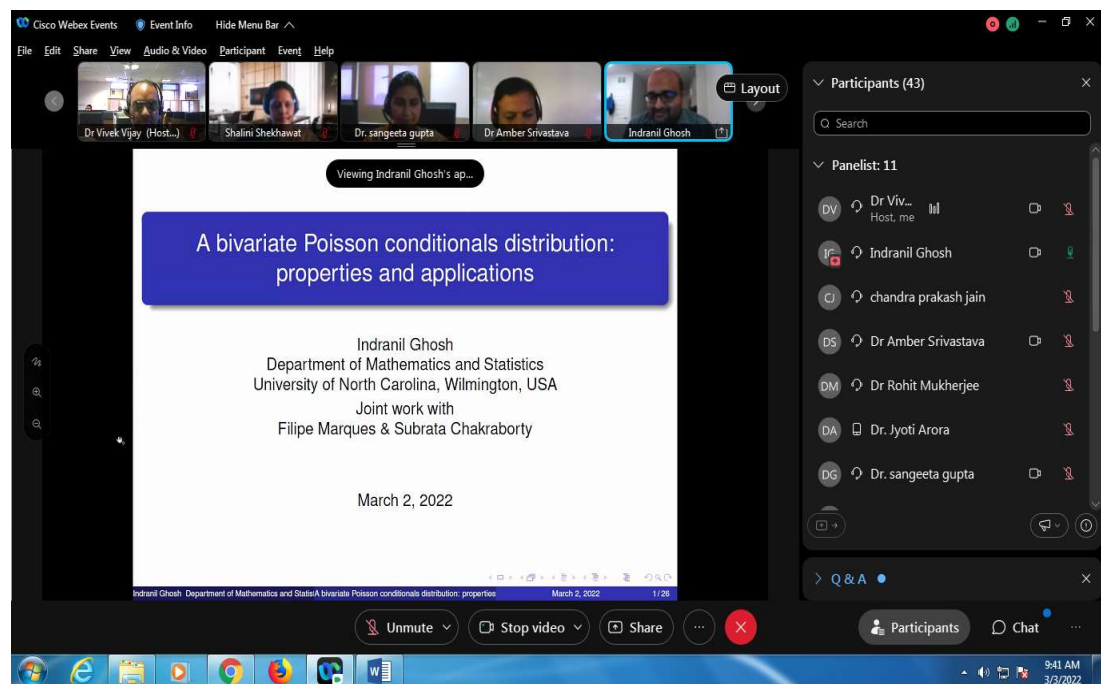 Cisco Webex Events Event Info Hide Menu Bar
File Edit Share View Audio & Video Participant Event Help
Layout
Dr Vivek Vijay (Host...) Shalini Shekhawat Dr. sangeeta gupta Dr Amber Srivastava Indranil Ghosh
Viewing Indranil Ghosh's ap...
A bivariate Poisson conditionals distribution:
properties and applications
Indranil Ghosh
Department of Mathematics and Statistics
University of North Carolina, Wilmington, USA
Joint work with
Filipe Marques & Subrata Chakraborty
March 2, 2022
Indranil Ghosh Department of Mathematics and Statis A bivariate Poisson conditionals distribution: properties March 2, 2022 1/26
Participants (43)
Search
Panelist: 11
DV Dr Viv...
Host, me
IG Indranil Ghosh
CJ chandra prakash jain
DS Dr Amber Srivastava
DM Dr Rohit Mukherjee
DA Dr. Jyoti Arora
DG Dr. sangeeta gupta
Q & A
Unmute Stop video Share Participants Chat
9:41 AM
3/3/2022